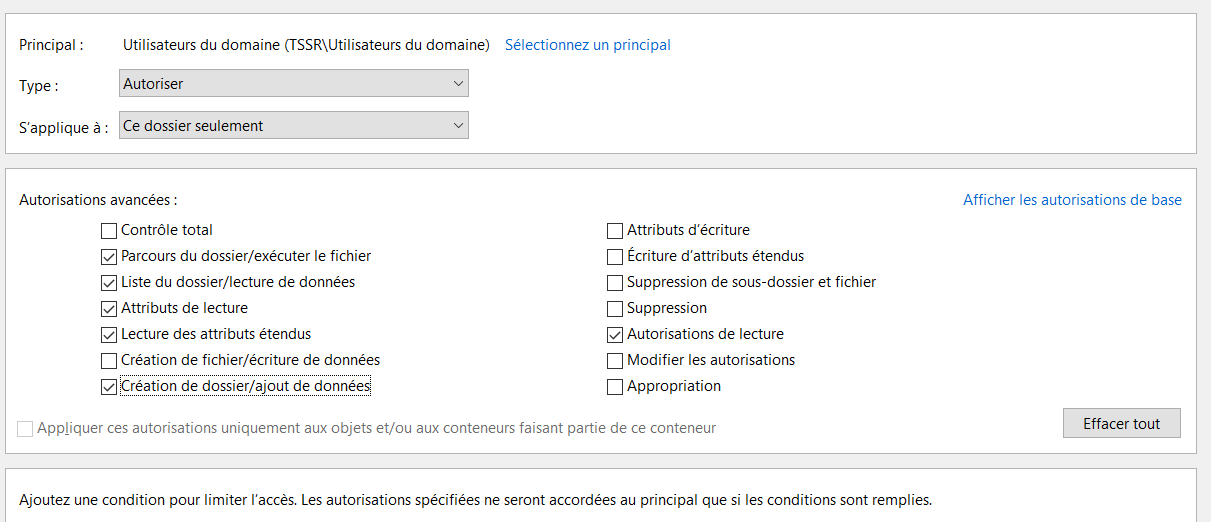 Principal : Utilisateurs du domaine (TSSR\Utilisateurs du domaine) Sélectionnez un principal
Type : Autoriser
S’applique à : Ce dossier seulement
Autorisations avancées : Afficher les autorisations de base
Contrôle total
Parcours du dossier/exécuter le fichier
Liste du dossier/lecture de données
Attributs de lecture
Lecture des attributs étendus
Création de fichier/écriture de données
Création de dossier/ajout de données
Attributs d’écriture
Écriture d’attributs étendus
Suppression de sous-dossier et fichier
Suppression
Autorisations de lecture
Modifier les autorisations
Appropriation
Appliquer ces autorisations uniquement aux objets et/ou aux conteneurs faisant partie de ce conteneur
Effacer tout
Ajoutez une condition pour limiter l’accès. Les autorisations spécifiées ne seront accordées au principal que si les conditions sont remplies.